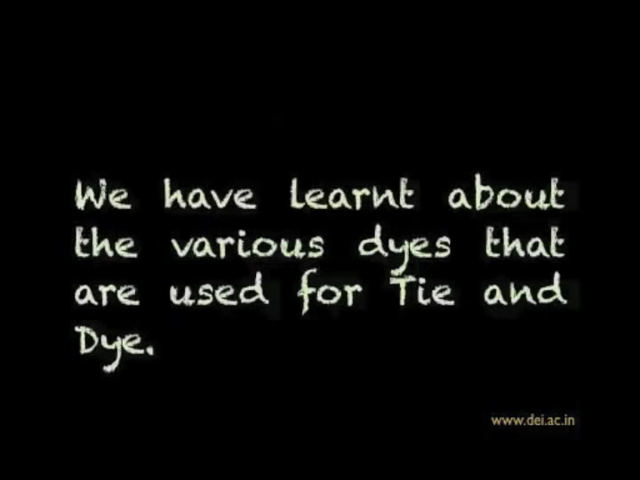 We have learnt about
the various dyes that
are used for Tie and
Dye.
www.dei.ac.in